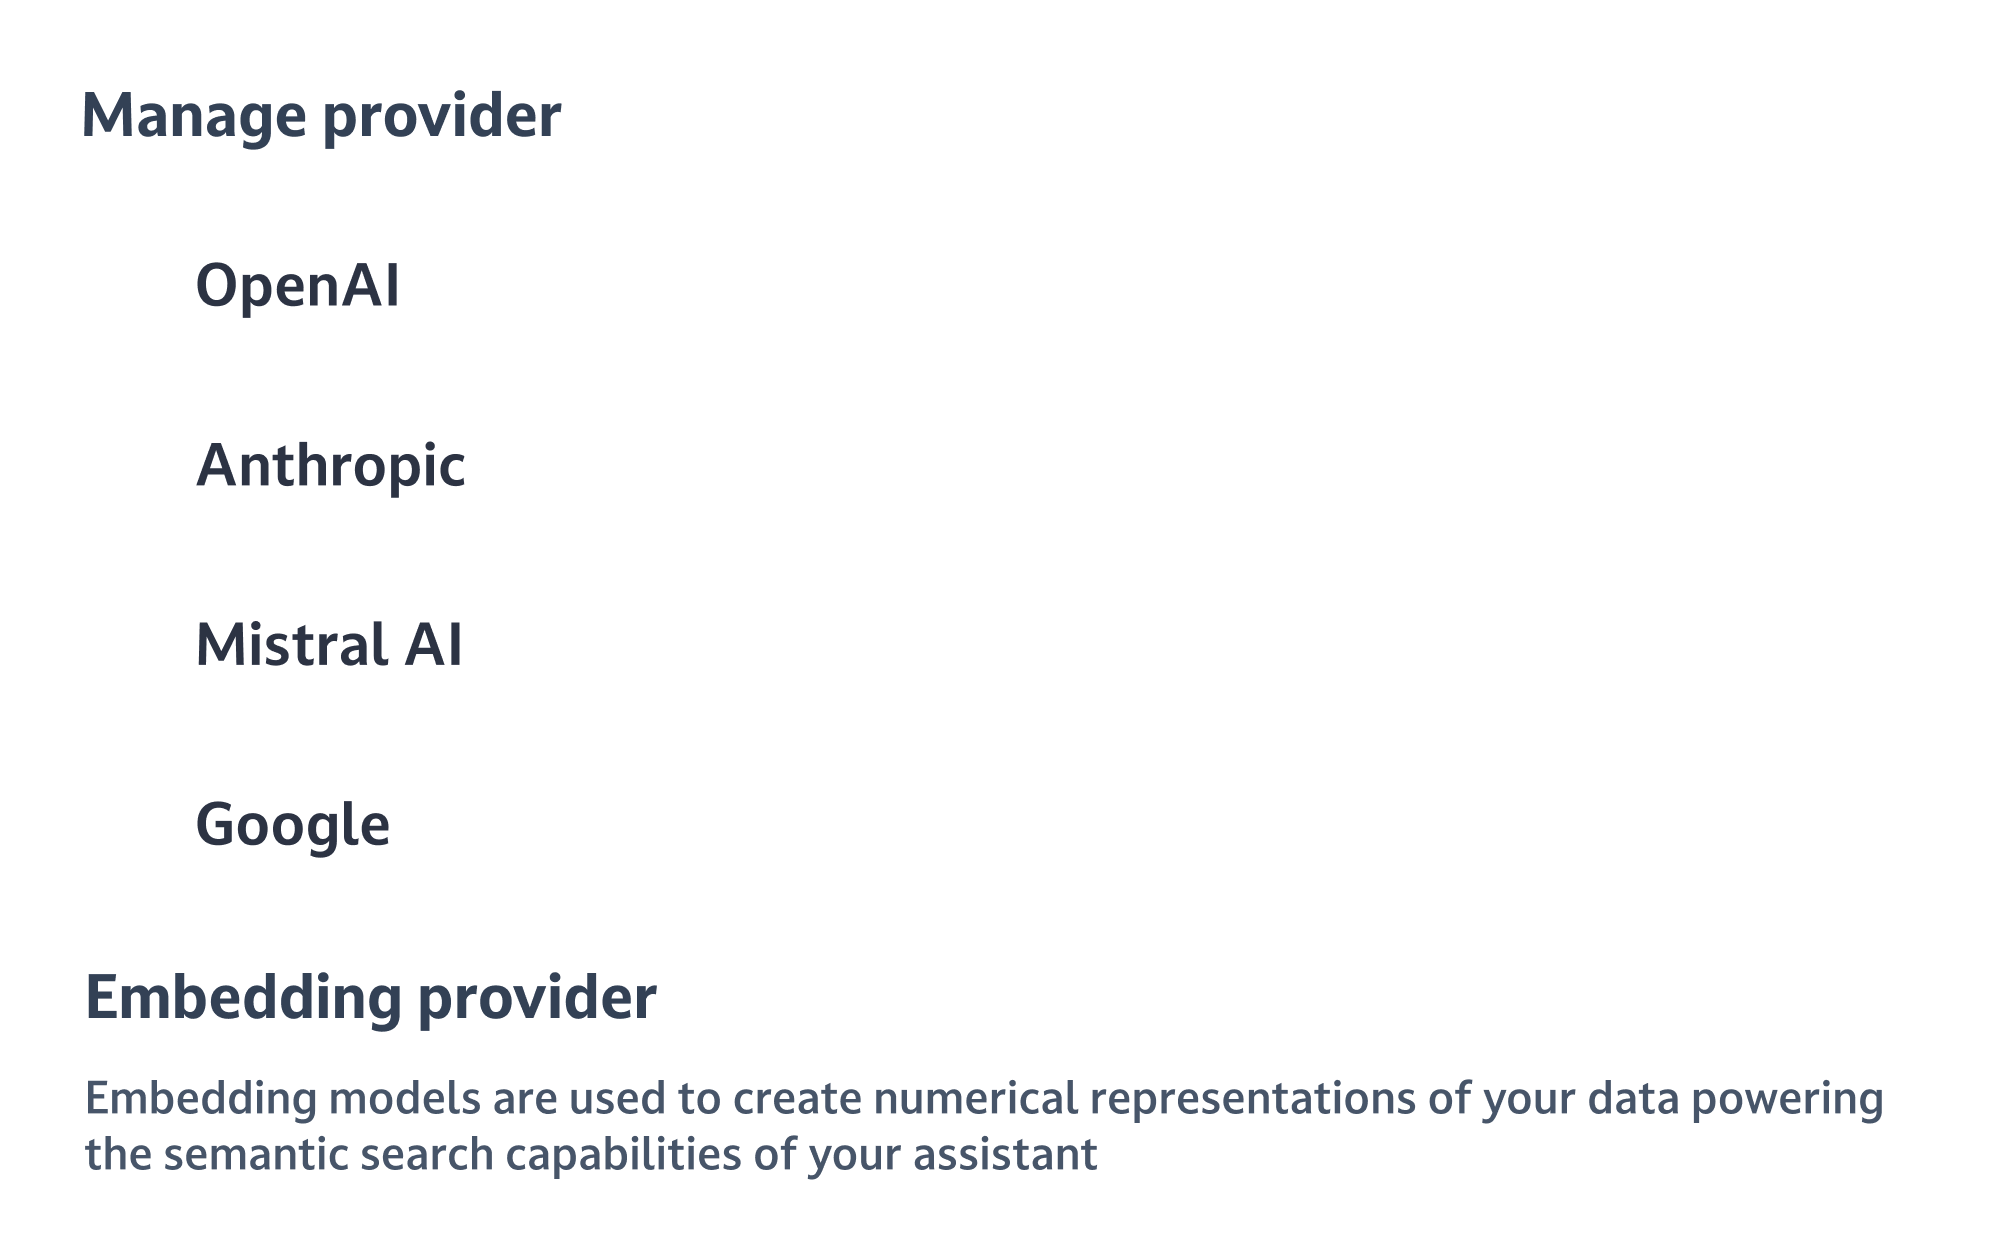 Manage provider
OpenAI
Anthropic
Mistral AI
Google
Embedding provider
Embedding models are used to create numerical representations of your data powering
the semantic search capabilities of your assistant